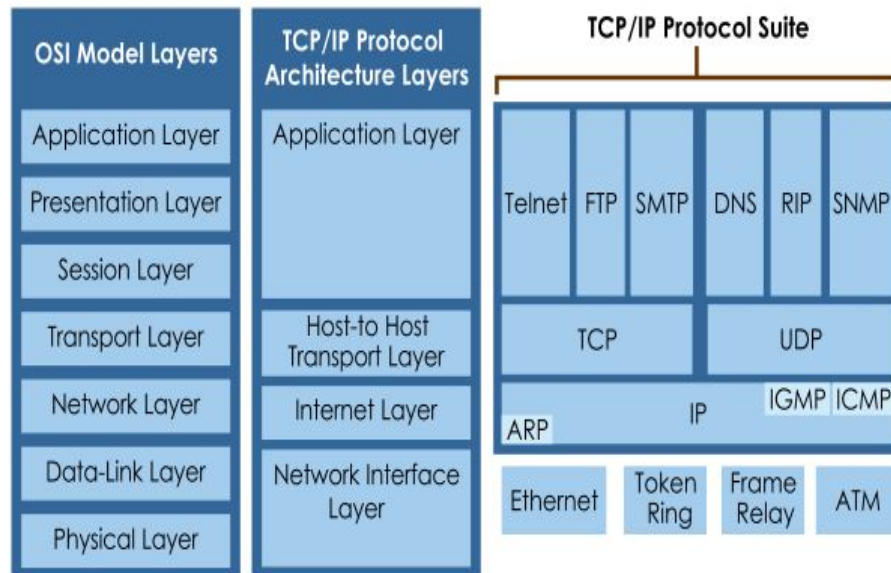 OSI Model Layers
Application Layer
Presentation Layer
Session Layer
Transport Layer
Network Layer
Data-Link Layer
Physical Layer
TCP/IP Protocol
Architecture Layers
Application Layer
Host-to Host
Transport Layer
Internet Layer
Network Interface
Layer
TCP/IP Protocol Suite
Telnet
FTP
SMTP
DNS
RIP
SNMP
TCP
UDP
ARP
IP
IGMP
ICMP
Ethernet
Token
Ring
Frame
Relay
ATM